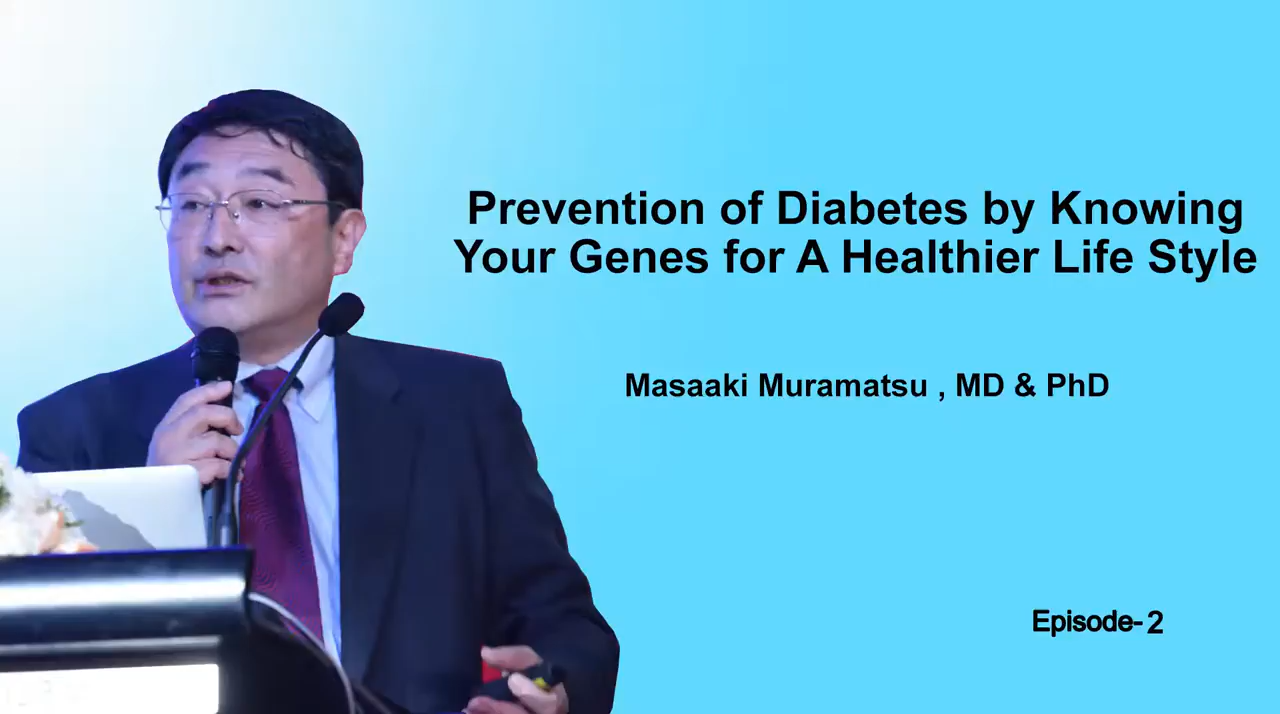 Prevention of Diabetes by Knowing
Your Genes for A Healthier Life Style
Masaaki Muramatsu , MD & PhD
Episode- 2